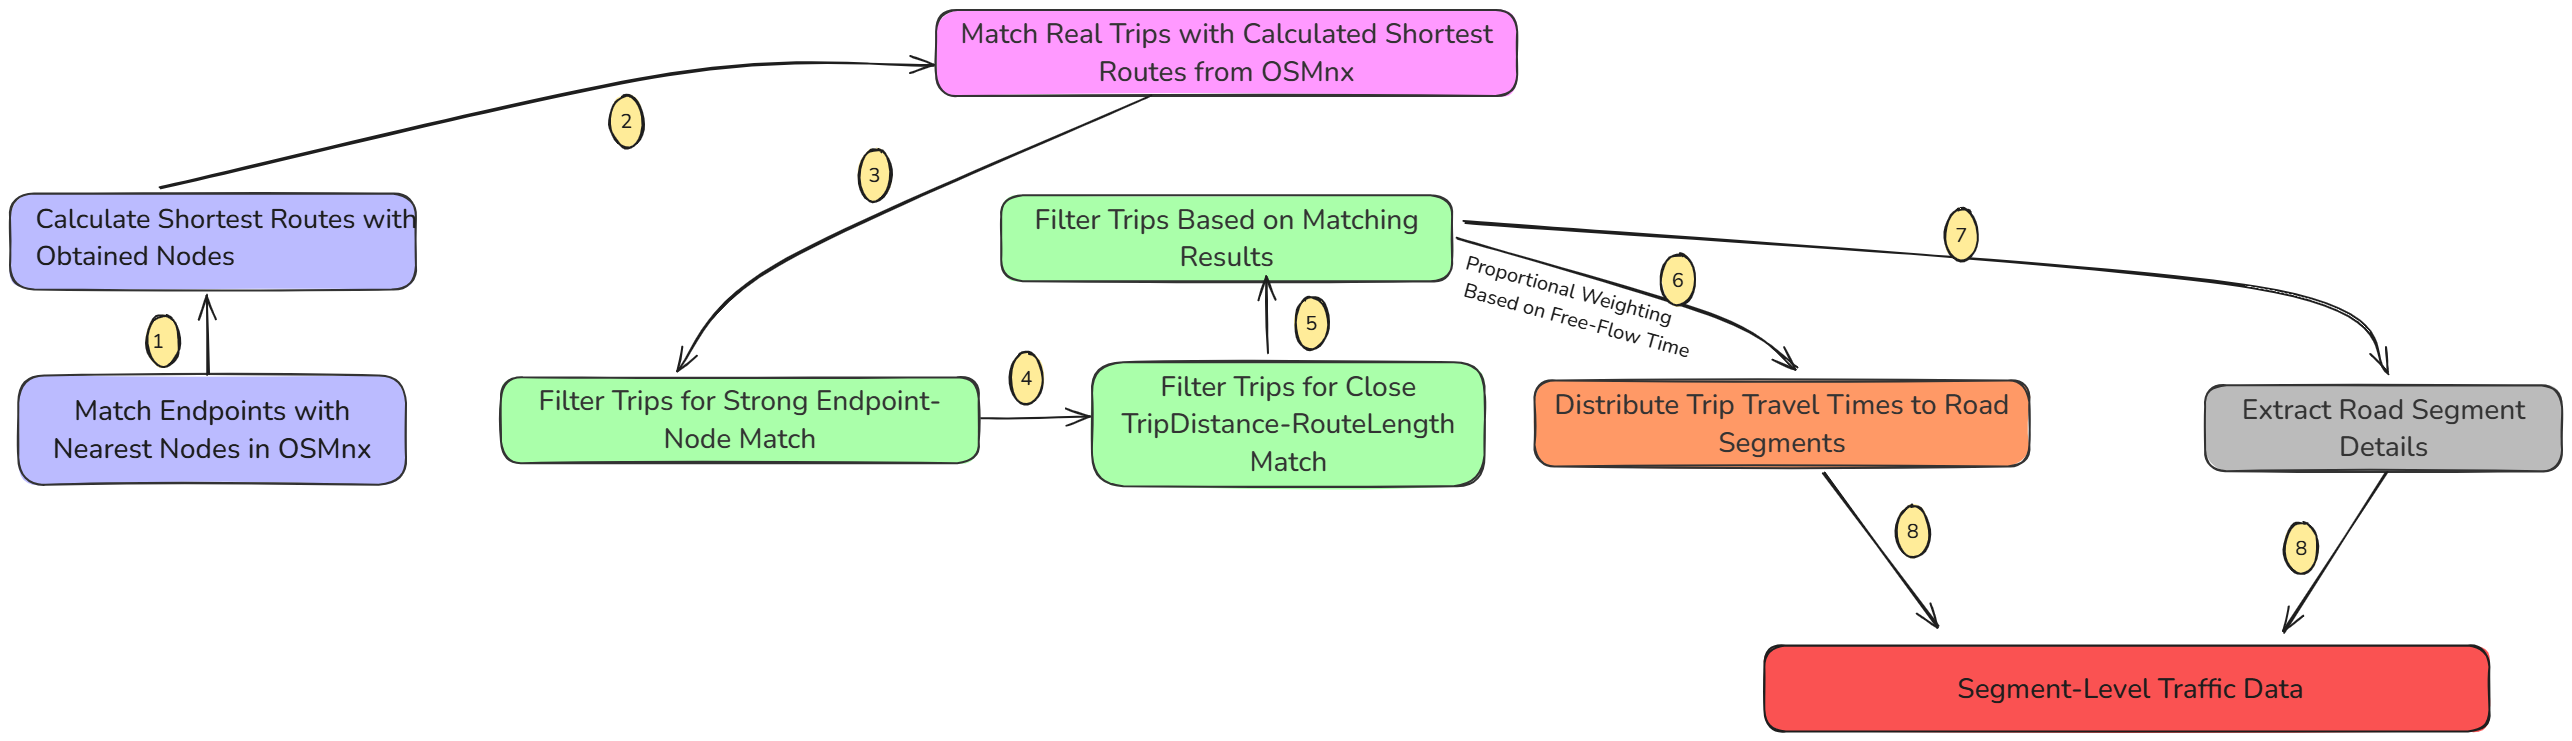 Match Real Trips with Calculated Shortest
Routes from OSMnx
2
3
Calculate Shortest Routes with
Obtained Nodes
Filter Trips Based on Matching
Results
7
6
Proportional Weighting
Based on Free-Flow Time
1
5
4
Match Endpoints with
Nearest Nodes in OSMnx
Filter Trips for Strong Endpoint-
Node Match
Filter Trips for Close
TripDistance-RouteLength
Match
Distribute Trip Travel Times to Road
Segments
Extract Road Segment
Details
8
8
Segment-Level Traffic Data